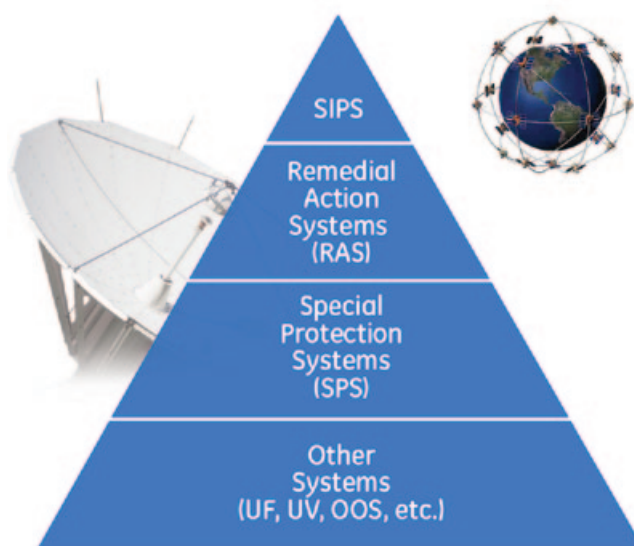 SIPS
Remedial
Action
Systems
(RAS)
Special
Protection
Systems
(SPS)
Other
Systems
(UF, UV, OOS, etc.)